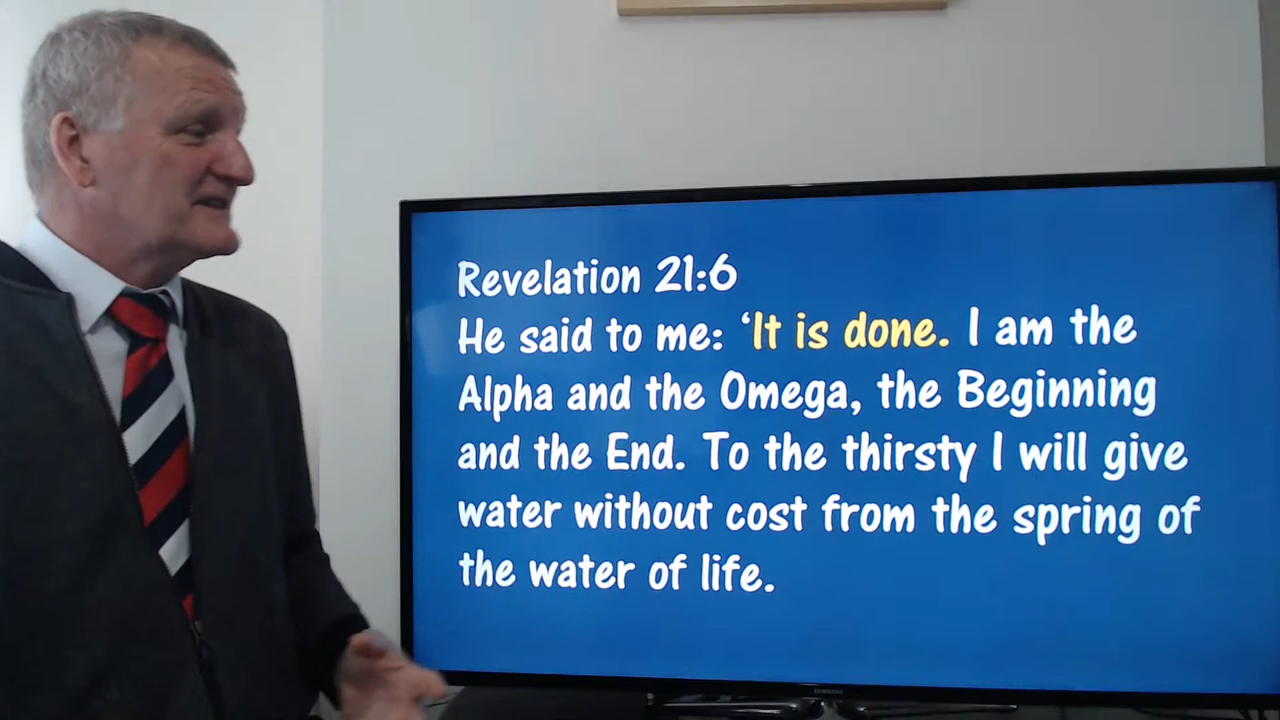 Revelation 21:6
He said to me: ‘It is done. I am the
Alpha and the Omega, the Beginning
and the End. To the thirsty I will give
water without cost from the spring of
the water of life.
SAMSUNG